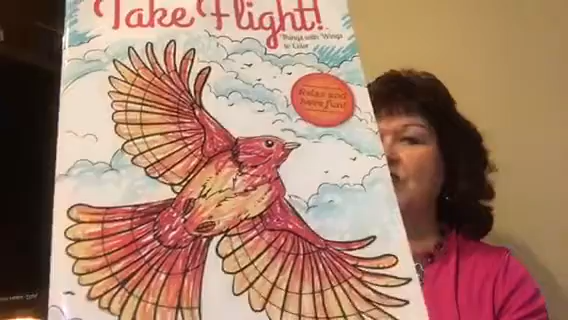 Take Flight!
Things with Wings
to Color
Relax and
have fun!